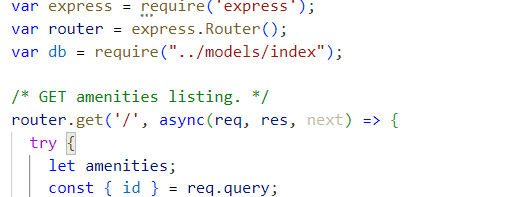 var express = require('express');
var router = express.Router();
var db = require("../models/index");
/* GET amenities listing. */
router.get('/', async(req, res, next) => {
try {
let amenities;
const { id } = req.query;